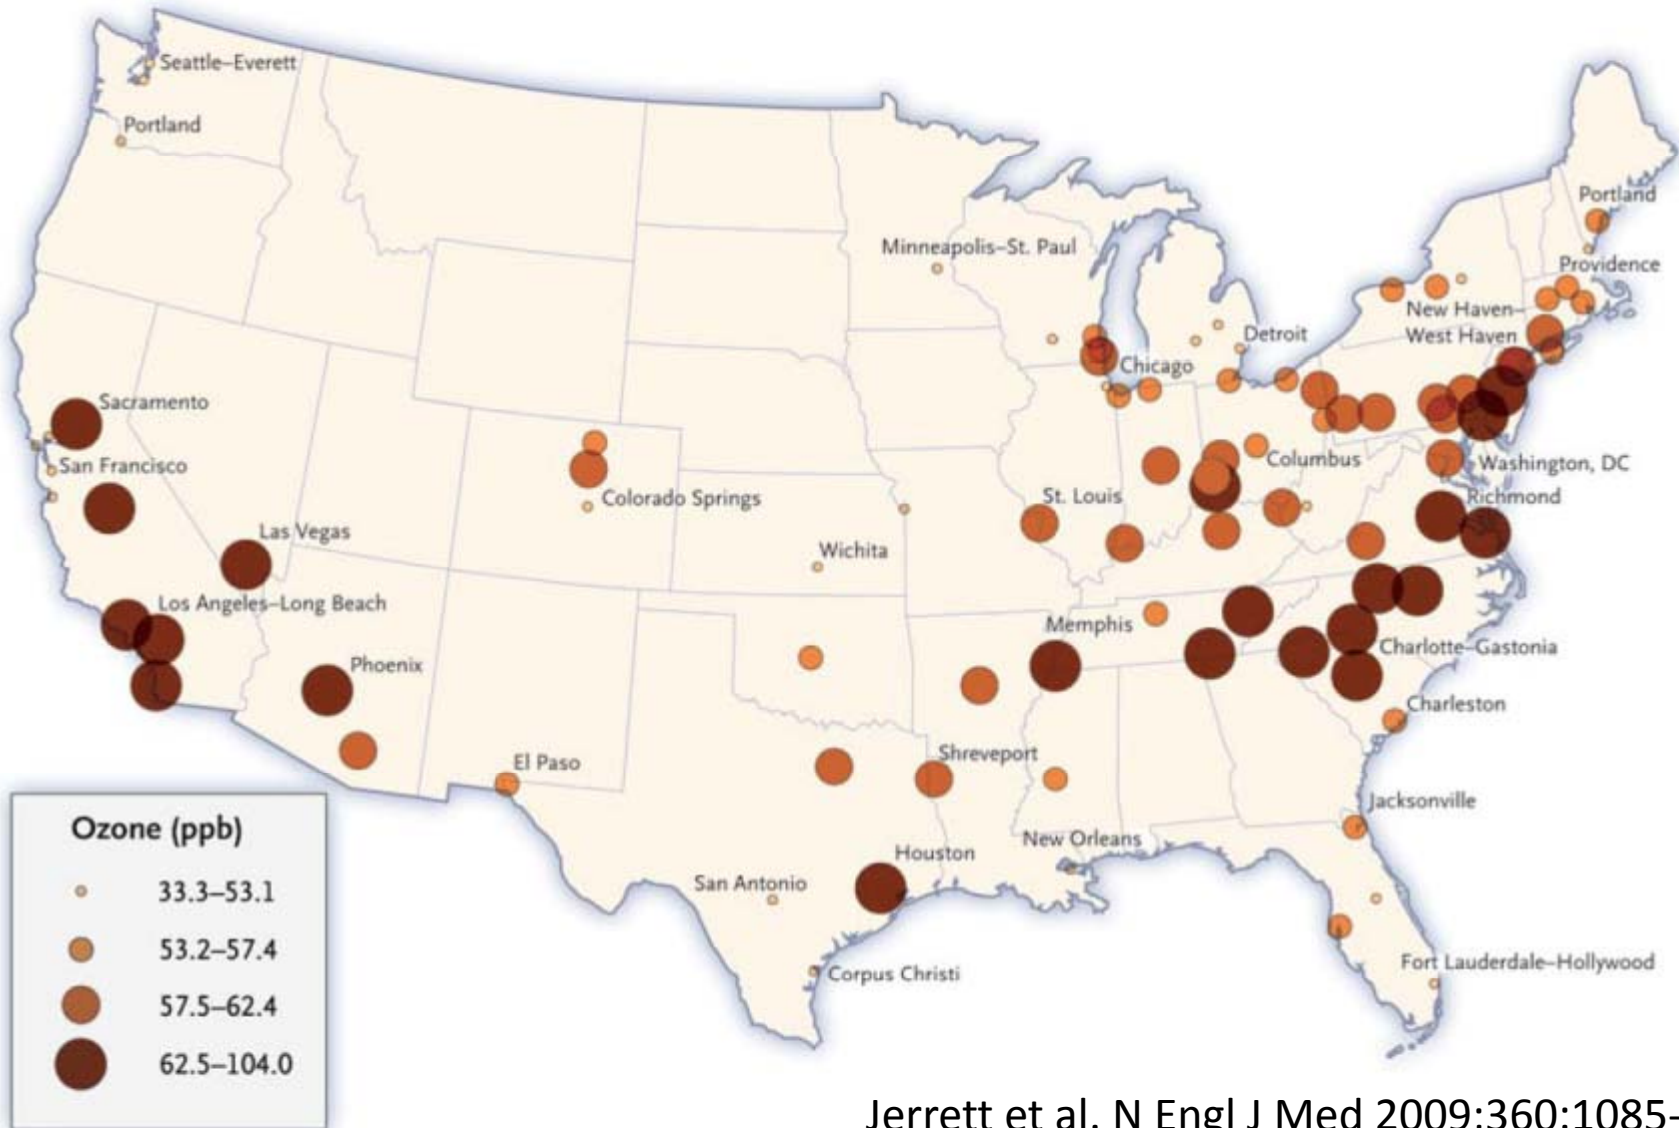 Seattle–Everett
Portland
Portland
Minneapolis–St. Paul
Providence
New Haven–
West Haven
Detroit
Chicago
Sacramento
San Francisco
Colorado Springs
Columbus
Washington, DC
St. Louis
Richmond
Las Vegas
Wichita
Los Angeles–Long Beach
Memphis
Charlotte–Gastonia
Phoenix
Charleston
El Paso
Shreveport
Jacksonville
New Orleans
Houston
San Antonio
Fort Lauderdale–Hollywood
Corpus Christi
Ozone (ppb)
33.3–53.1
53.2–57.4
57.5–62.4
62.5–104.0
Jerrett et al. N Engl J Med 2009;360:1085-